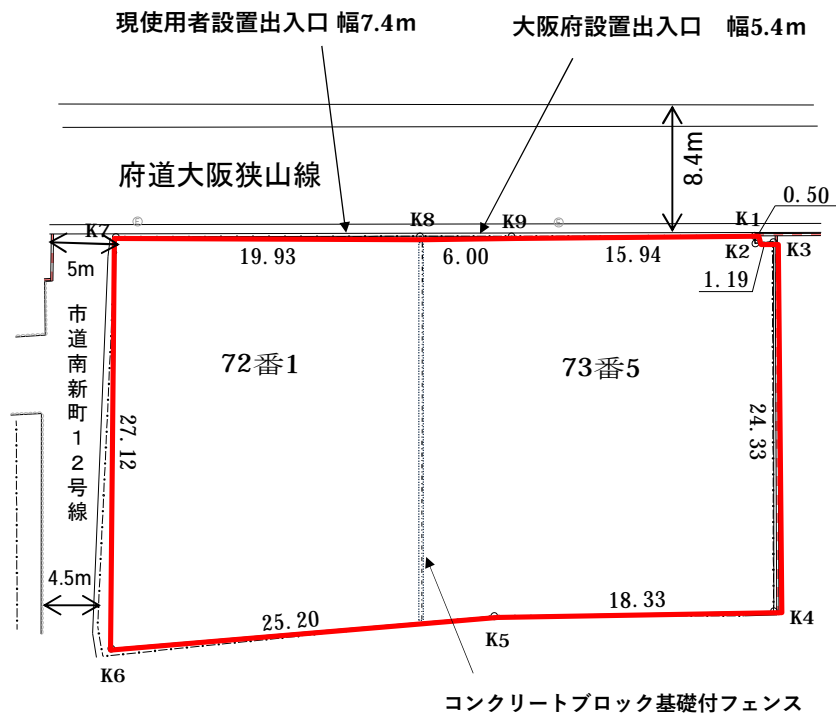 現使用者設置出入口 幅7.4m
大阪府設置出入口　幅5.4m
府道大阪狭山線
8.4m
0.50
K7
Ⓔ
K8
K9
Ⓖ
K1
K2
K3
5m
19.93
6.00
15.94
1.19
市道南新町12号線
72番1
73番5
27.12
24.33
4.5m
25.20
18.33
K6
K5
K4
コンクリートブロック基礎付フェンス